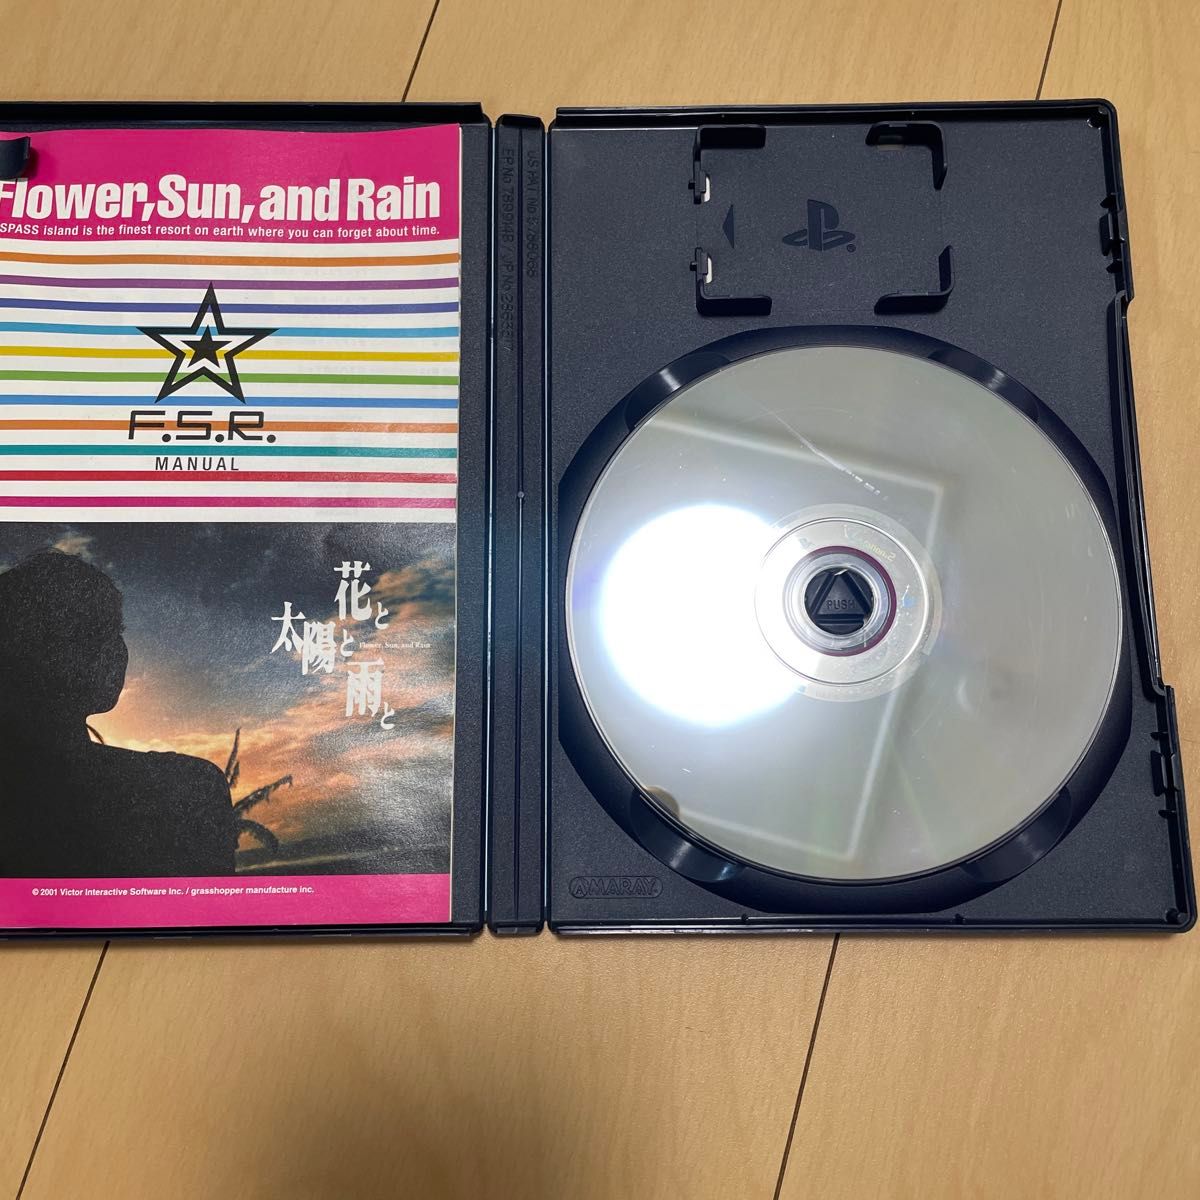 Flower,Sun,and Rain
SPASS island is the finest resort on earth where you can forget about time.
F.S.R.
MANUAL
花と
太陽と
Flower, Sun, and Rain
雨と
© 2001 Victor Interactive Software Inc. / grasshopper manufacture inc.
PUSH
AMARAY